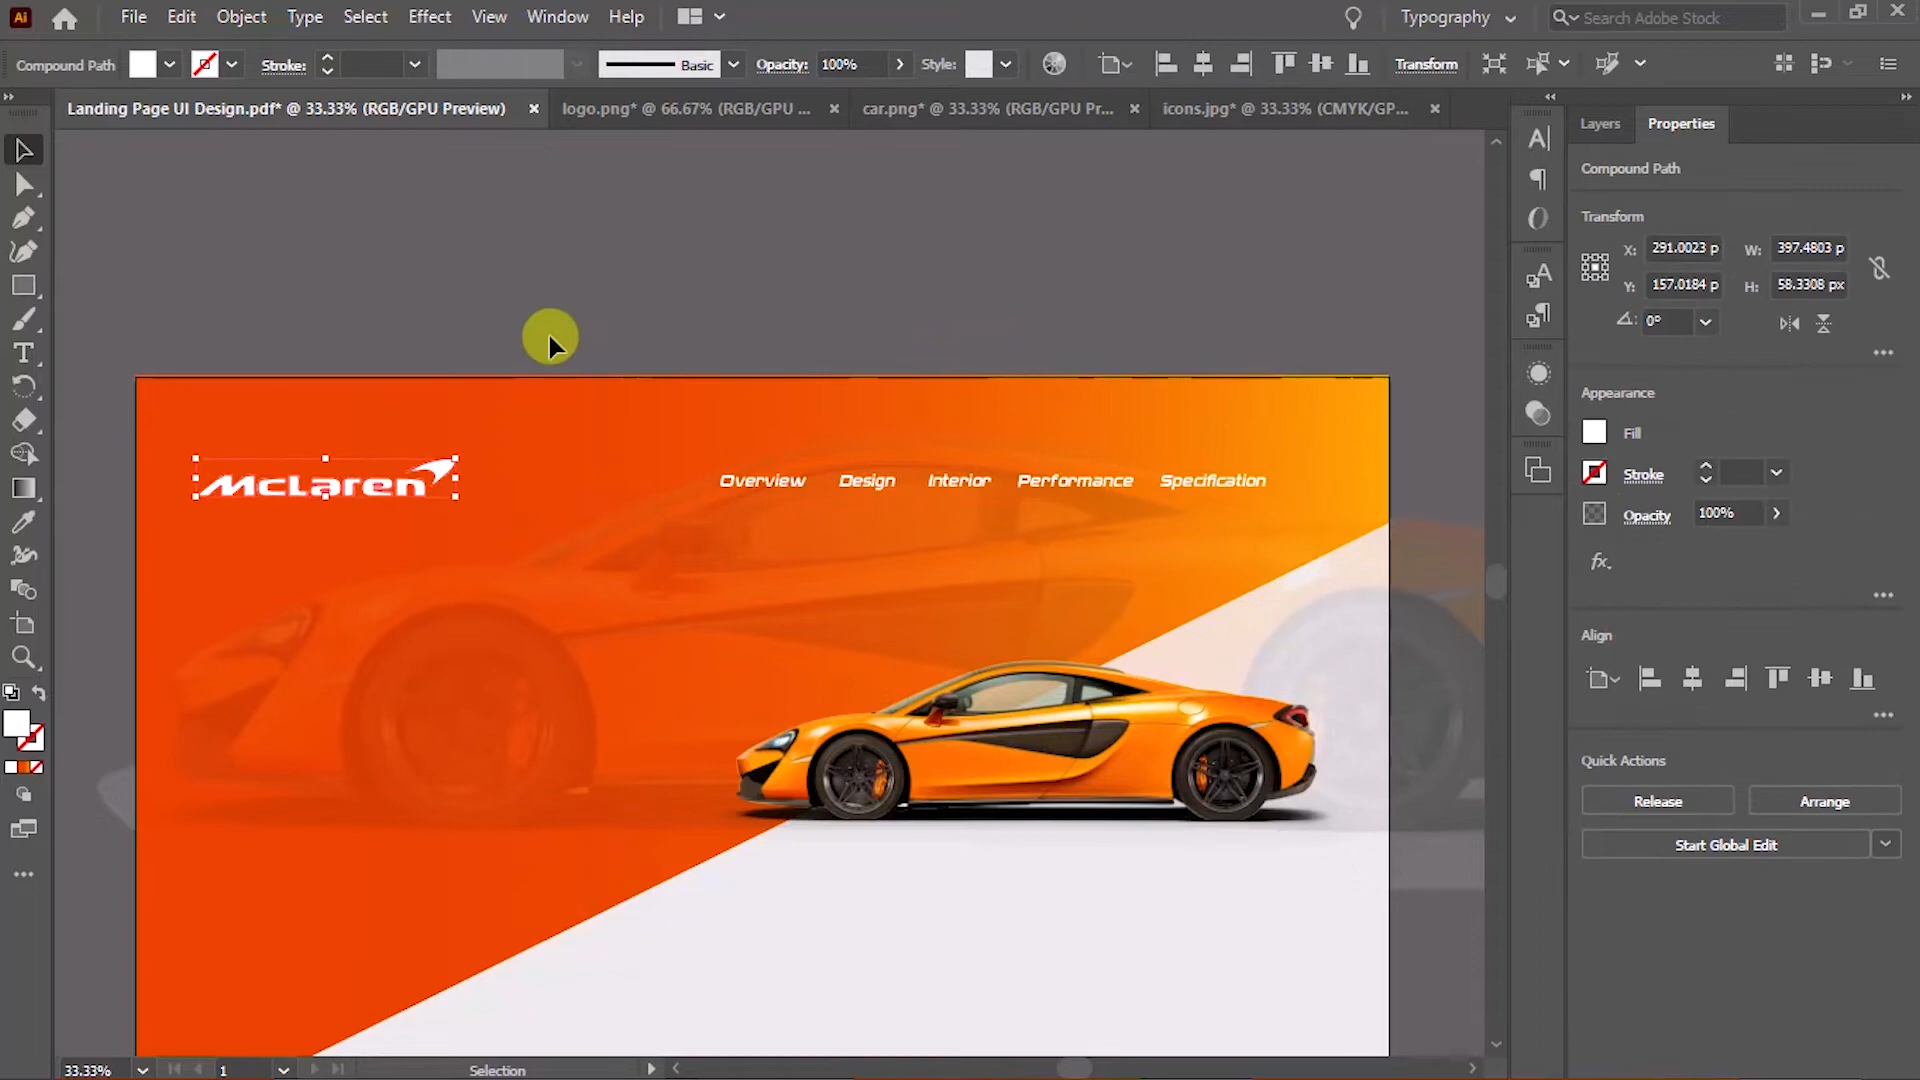 Ai File Edit Object Type Select Effect View Window Help Typography Search Adobe Stock
Compound Path Stroke: Basic Opacity: 100% Style: Transform
Landing Page UI Design.pdf* @ 33.33% (RGB/GPU Preview) logo.png* @ 66.67% (RGB/GPU ... car.png* @ 33.33% (RGB/GPU Pr... icons.jpg* @ 33.33% (CMYK/GP...
Layers Properties
Compound Path
Transform
X: 291.0023 p W: 397.4803 p
Y: 157.0184 p H: 58.3308 px
0°
Appearance
Fill
Stroke
Opacity 100%
fx.
Align
Quick Actions
Release Arrange
Start Global Edit
McLaren Overview Design Interior Performance Specification
33.33% 1 Selection